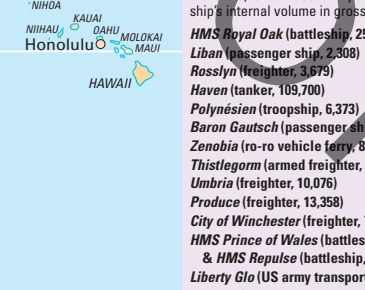 NIHOA
KAUAI
NIIHAU
OAHU
MOLOKAI
Honolulu
MAUI
HAWAII
ship's internal volume in gross
HMS Royal Oak (battleship, 25
Liban (passenger ship, 2,308)
Rosslyn (freighter, 3,679)
Haven (tanker, 109,700)
Polynésien (troopship, 6,373)
Baron Gautsch (passenger ship
Zenobia (ro-ro vehicle ferry, 8
Thistlegorm (armed freighter,
Umbria (freighter, 10,076)
Produce (freighter, 13,358)
City of Winchester (freighter,
HMS Prince of Wales (battles
& HMS Repulse (battleship,
Liberty Glo (US army transport